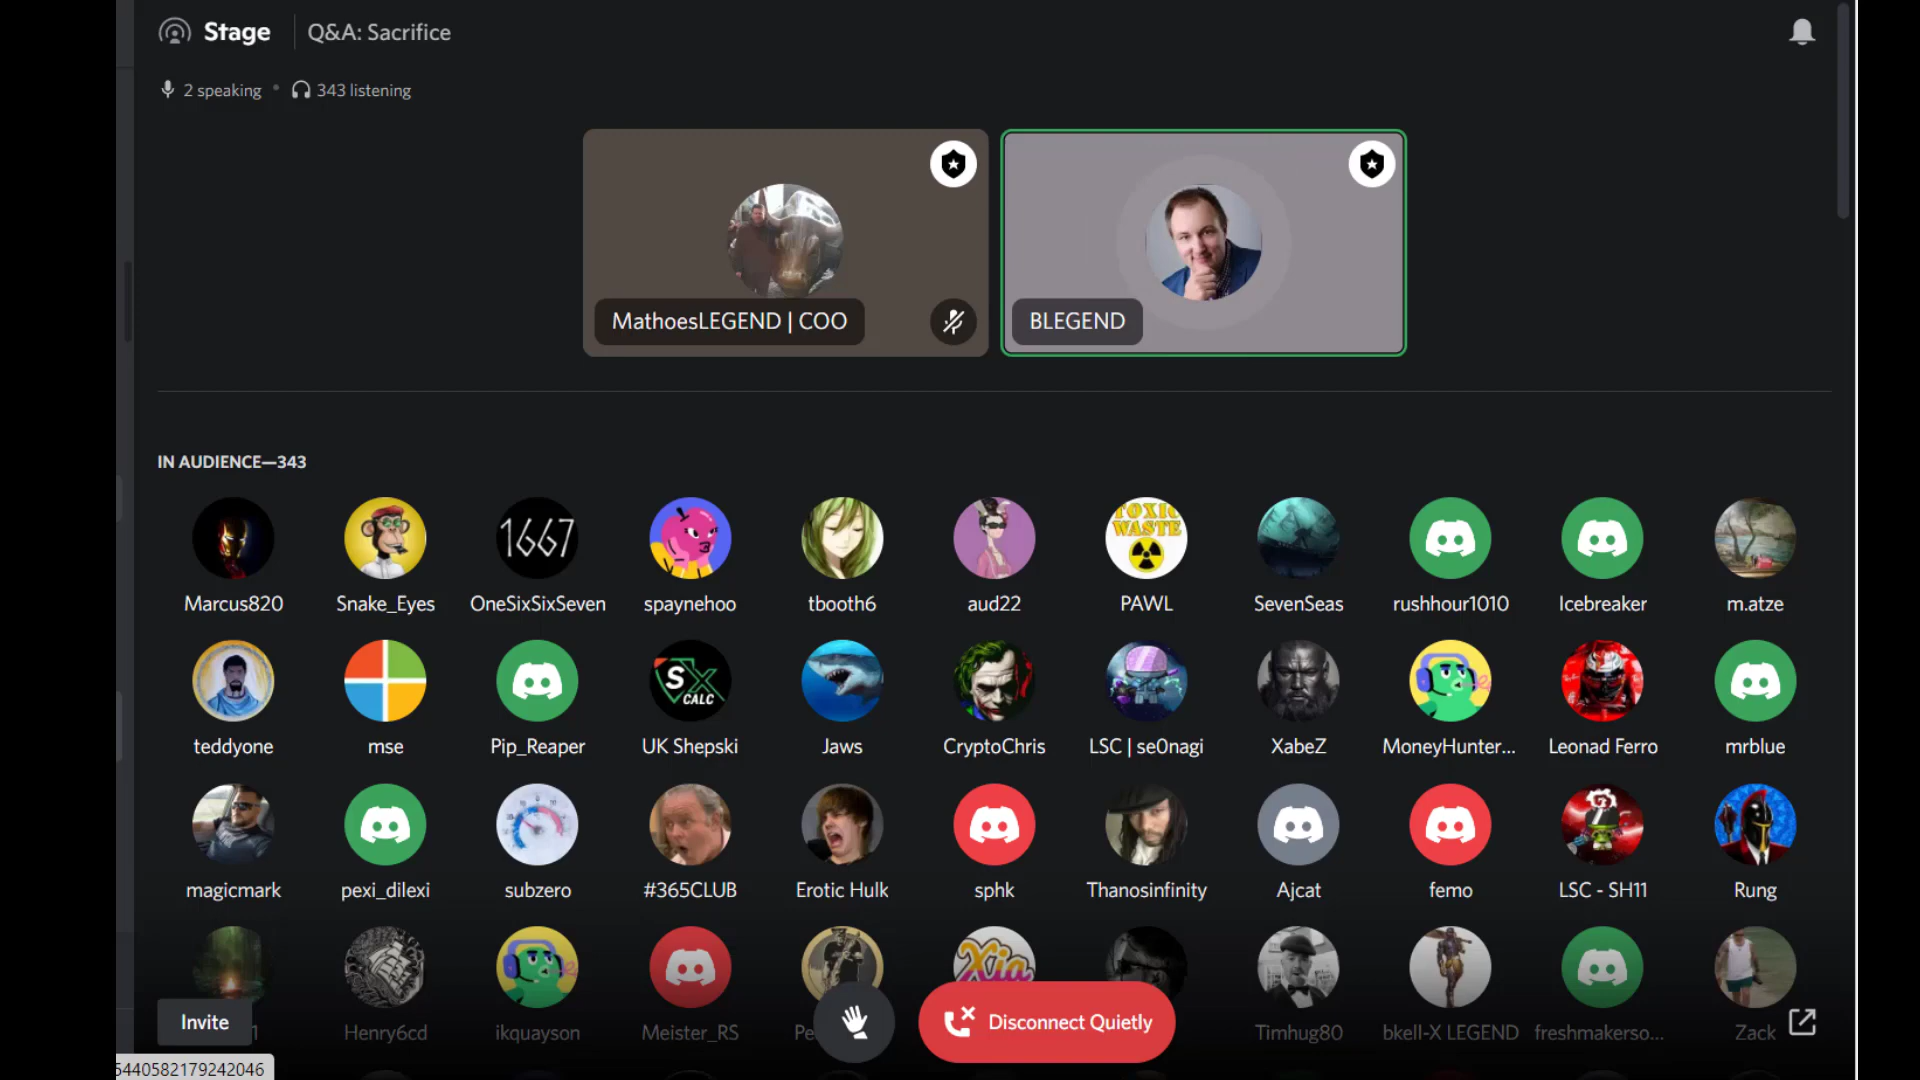 Stage
Q&A: Sacrifice
2 speaking • 343 listening
MathoesLEGEND | COO
BLEGEND
IN AUDIENCE—343
1667
TOXIC
WASTE
Marcus820
Snake_Eyes
OneSixSixSeven
spaynehoo
tbooth6
aud22
PAWL
SevenSeas
rushhour1010
Icebreaker
m.atze
SX
CALC
teddyone
mse
Pip_Reaper
UK Shepski
Jaws
CryptoChris
LSC | se0nagi
XabeZ
MoneyHunter...
Leonad Ferro
mrblue
magicmark
pexi_dilexi
subzero
#365CLUB
Erotic Hulk
sphk
Thanosinfinity
Ajcat
femo
LSC - SH11
Rung
Xia
Invite
Henry6cd
ikquayson
Meister_RS
Disconnect Quietly
Timhug80
bkell-X LEGEND
freshmakerso...
Zack
5440582179242046